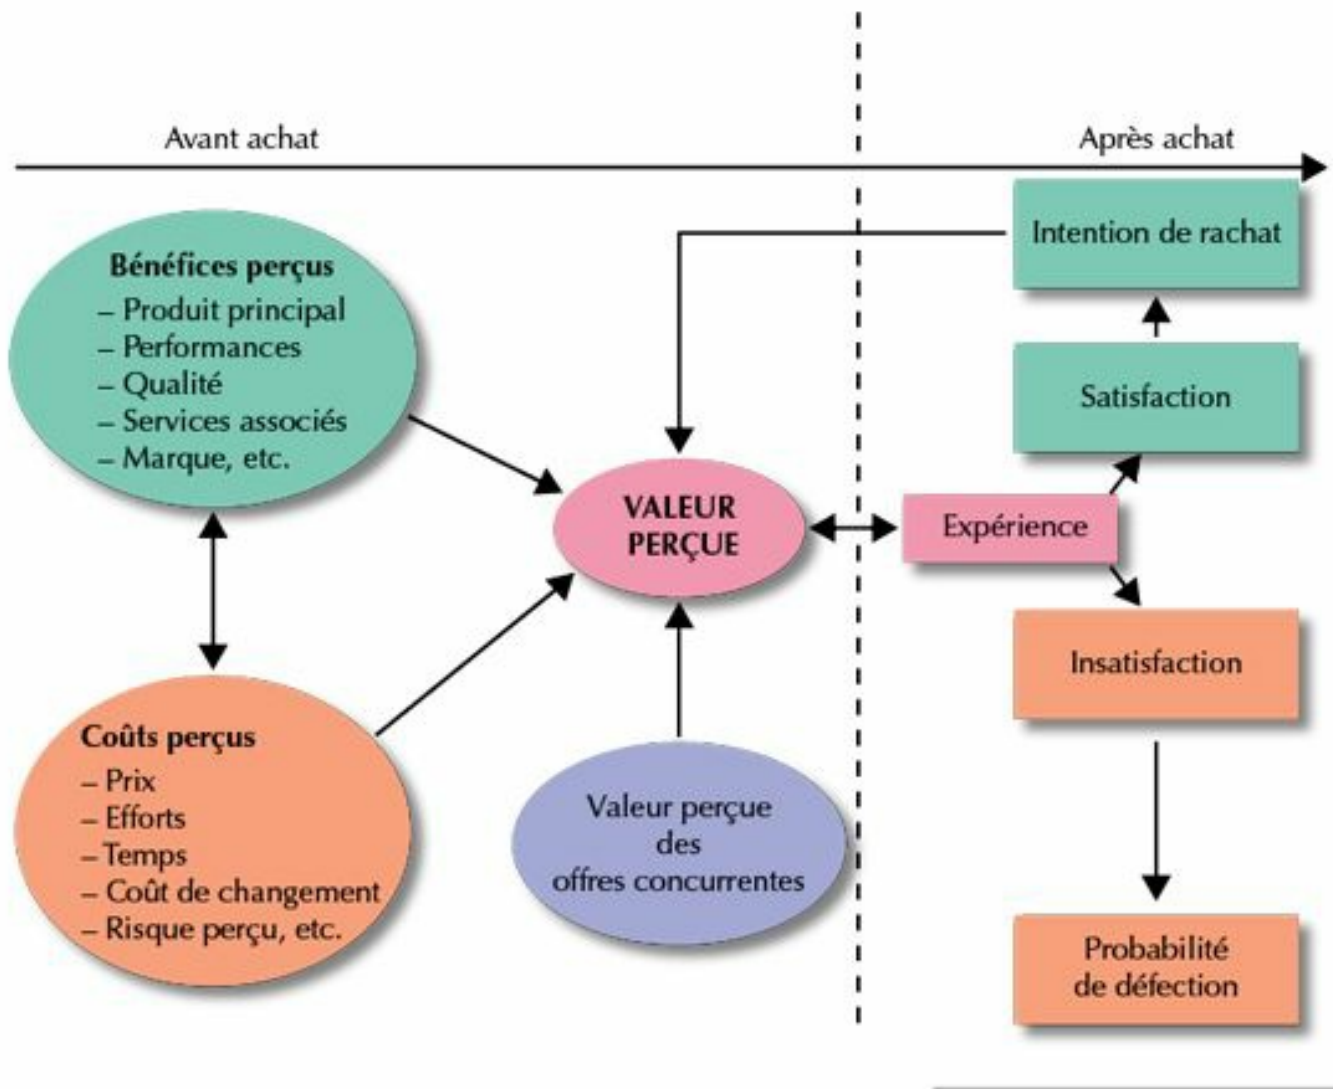 Avant achat
Après achat
Bénéfices perçus
– Produit principal
– Performances
– Qualité
– Services associés
– Marque, etc.
Intention de rachat
Satisfaction
VALEUR
PERÇUE
Expérience
Insatisfaction
Coûts perçus
– Prix
– Efforts
– Temps
– Coût de changement
– Risque perçu, etc.
Valeur perçue
des
offres concurrentes
Probabilité
de défection